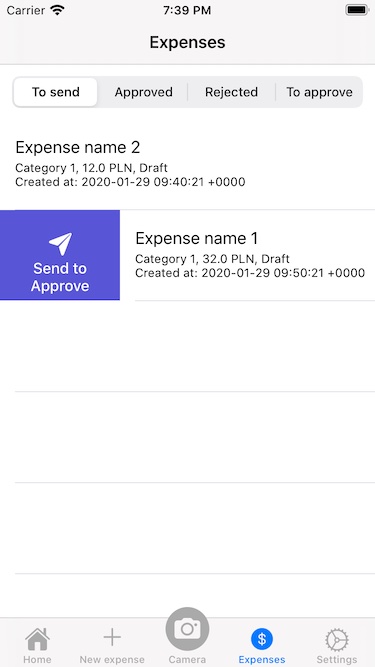 Carrier 7:39 PM
Expenses
To send Approved Rejected To approve
Expense name 2
Category 1, 12.0 PLN, Draft
Created at: 2020-01-29 09:40:21 +0000
Send to
Approve
Expense name 1
Category 1, 32.0 PLN, Draft
Created at: 2020-01-29 09:50:21 +0000
Home New expense Camera Expenses Settings